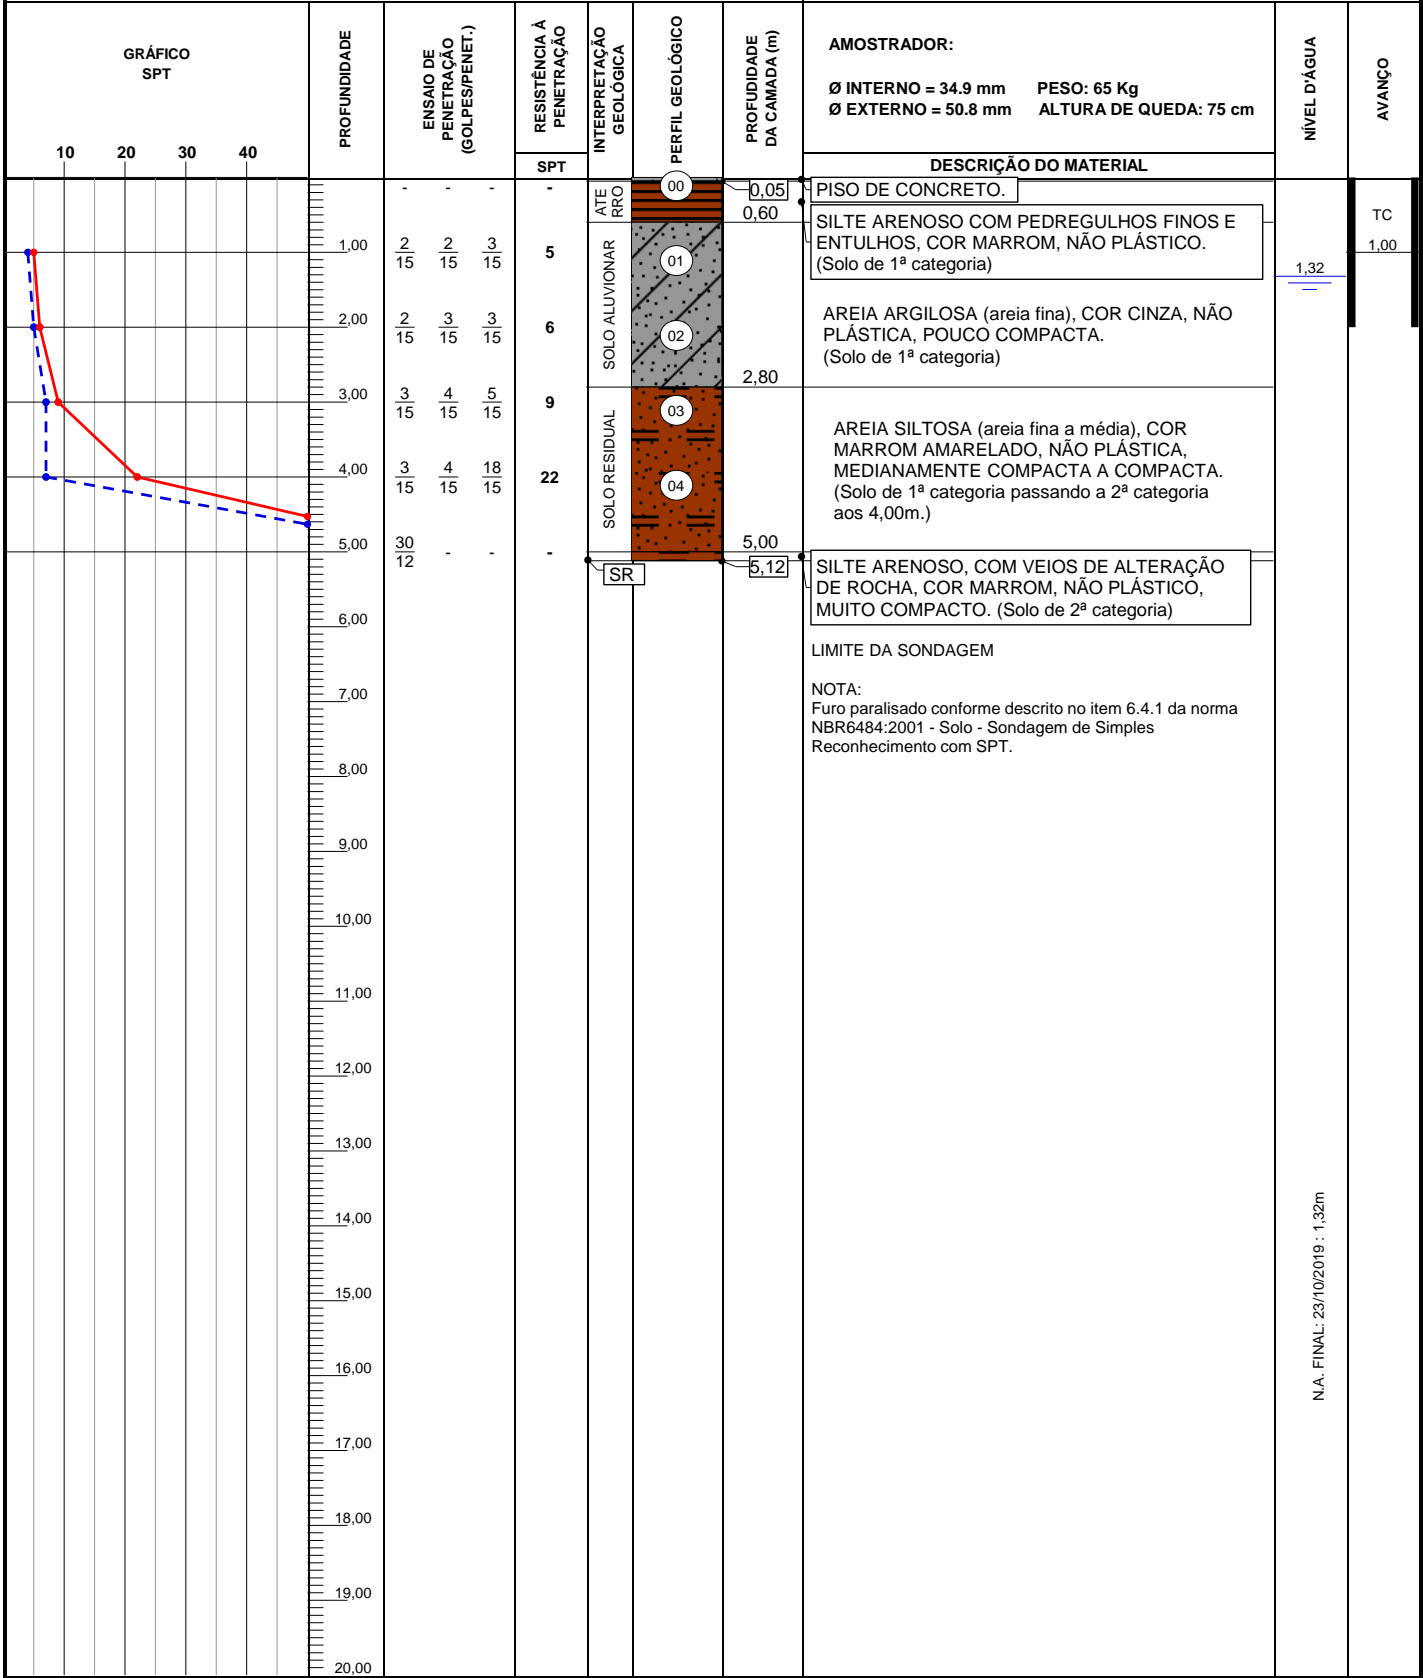 GRÁFICO
SPT
10 20 30 40
PROFUNDIDADE
ENSAIO DE
PENETRAÇÃO
(GOLPES/PENET.)
RESISTÊNCIA À
PENETRAÇÃO
SPT
INTERPRETAÇÃO
GEOLÓGICA
PERFIL GEOLÓGICO
PROFUDIDADE
DA CAMADA (m)
AMOSTRADOR:
Ø INTERNO = 34.9 mm PESO: 65 Kg
Ø EXTERNO = 50.8 mm ALTURA DE QUEDA: 75 cm
DESCRIÇÃO DO MATERIAL
NÍVEL D'ÁGUA
AVANÇO
- - - -
ATE
RRO
00
0,05
PISO DE CONCRETO.
0,60
SILTE ARENOSO COM PEDREGULHOS FINOS E
ENTULHOS, COR MARROM, NÃO PLÁSTICO.
(Solo de 1ª categoria)
TC
1,00
1,32
1,00
2/15 2/15 3/15 5
01
SOLO ALUVIONAR
AREIA ARGILOSA (areia fina), COR CINZA, NÃO
PLÁSTICA, POUCO COMPACTA.
(Solo de 1ª categoria)
2,00
2/15 3/15 3/15 6
02
2,80
3,00
3/15 4/15 5/15 9
03
SOLO RESIDUAL
AREIA SILTOSA (areia fina a média), COR
MARROM AMARELADO, NÃO PLÁSTICA,
MEDIANAMENTE COMPACTA A COMPACTA.
(Solo de 1ª categoria passando a 2ª categoria
aos 4,00m.)
4,00
3/15 4/15 18/15 22
04
5,00
5,00
30/12 - - -
SR
5,12
SILTE ARENOSO, COM VEIOS DE ALTERAÇÃO
DE ROCHA, COR MARROM, NÃO PLÁSTICO,
MUITO COMPACTO. (Solo de 2ª categoria)
LIMITE DA SONDAGEM
NOTA:
Furo paralisado conforme descrito no item 6.4.1 da norma
NBR6484:2001 - Solo - Sondagem de Simples
Reconhecimento com SPT.
6,00
7,00
8,00
9,00
10,00
11,00
12,00
13,00
14,00
15,00
16,00
17,00
18,00
19,00
20,00
N.A. FINAL: 23/10/2019 : 1,32m